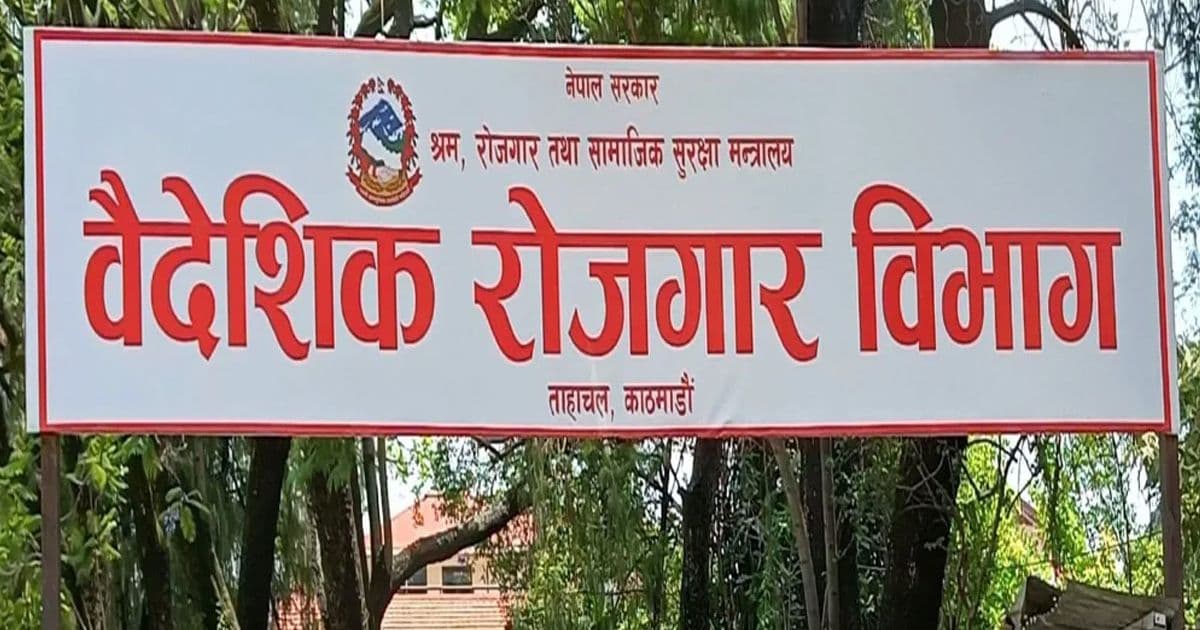 नेपाल सरकार
श्रम, रोजगार तथा सामाजिक सुरक्षा मन्त्रालय
वैदेशिक रोजगार विभाग
ताहाचल, काठमाडौं